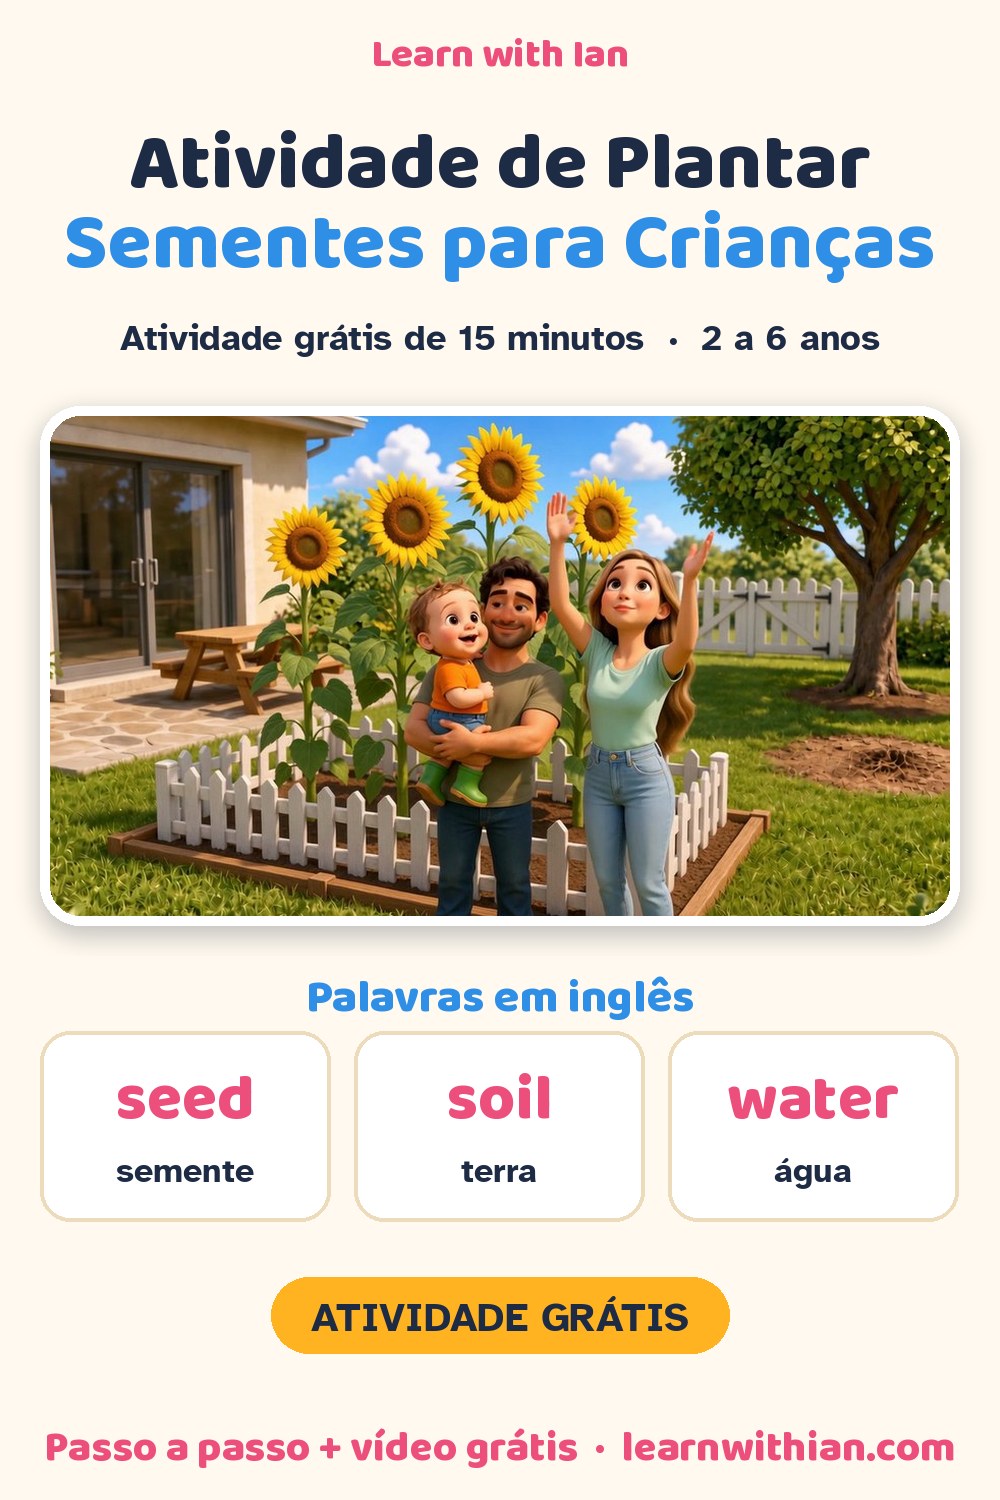 Learn with Ian
Atividade de Plantar
Sementes para Crianças
Atividade grátis de 15 minutos · 2 a 6 anos
Palavras em inglês
seed
semente
soil
terra
water
água
ATIVIDADE GRÁTIS
Passo a passo + vídeo grátis · learnwithian.com